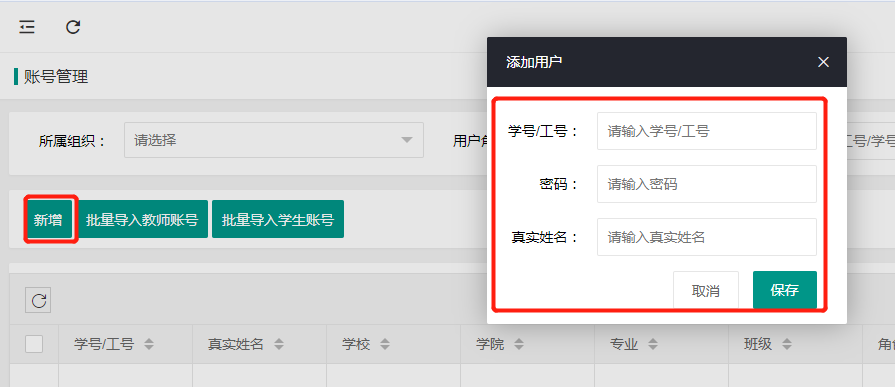 添加用户
账号管理
所属组织： 请选择 用户角 工号/学号
学号/工号： 请输入学号/工号
密码： 请输入密码
真实姓名： 请输入真实姓名
取消 保存
新增 批量导入教师账号 批量导入学生账号
学号/工号 真实姓名 学校 学院 专业 班级 角